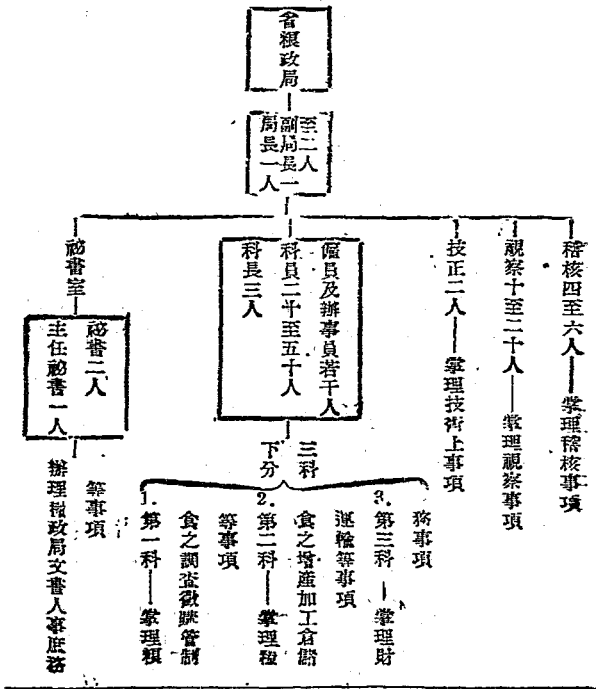 省糧政局
局長一人
副局長一
至二人
祕書室
主任祕書一人
祕書二人
辦理糧政局文書人事庶務
等事項
科長三人
科員二十至五十人
僱員及辦事員若干人
下分
三科
1.第一科——掌理糧
食之調查徵購管制
等事項
2.第二科——掌理糧
食之增產加工倉儲
運輸等事項
3.第三科—掌理財
務事項
技正二人——掌理技術上事項
視察十至二十人——掌理視察事項
稽核四至六人——掌理稽核事項